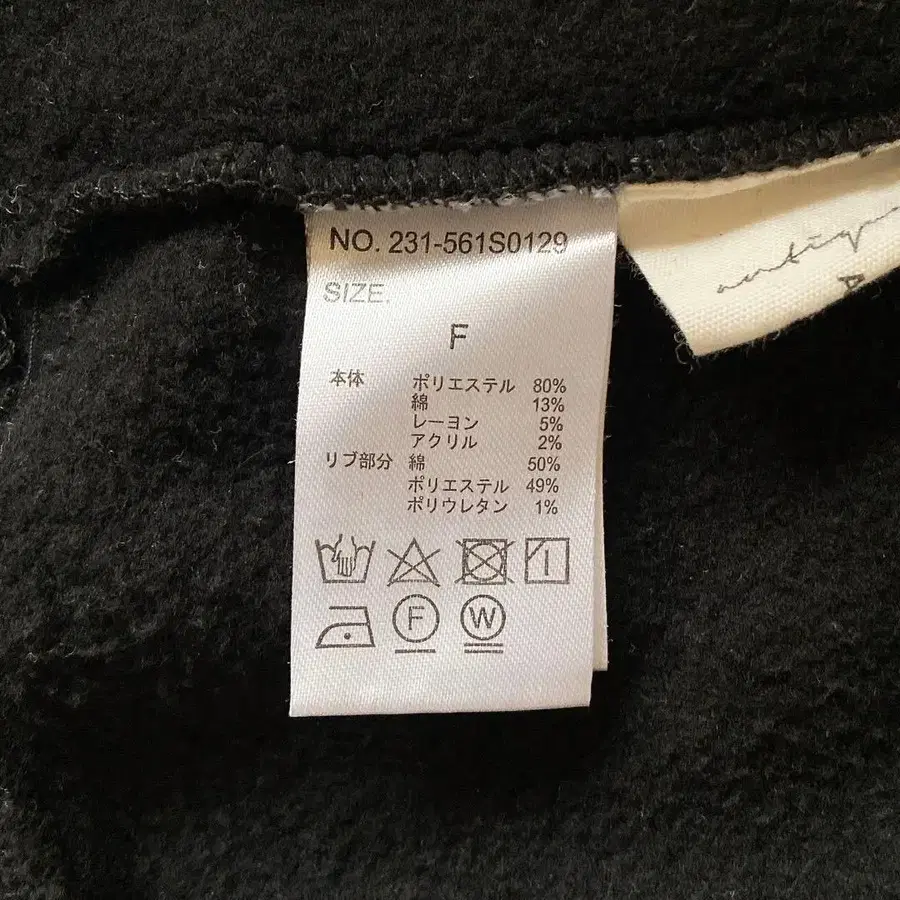 NO. 231-561S0129
SIZE.
F
本体 ポリエステル 80%
綿 13%
レーヨン 5%
アクリル 2%
リブ部分 綿 50%
ポリエステル 49%
ポリウレタン 1%
F
W
A